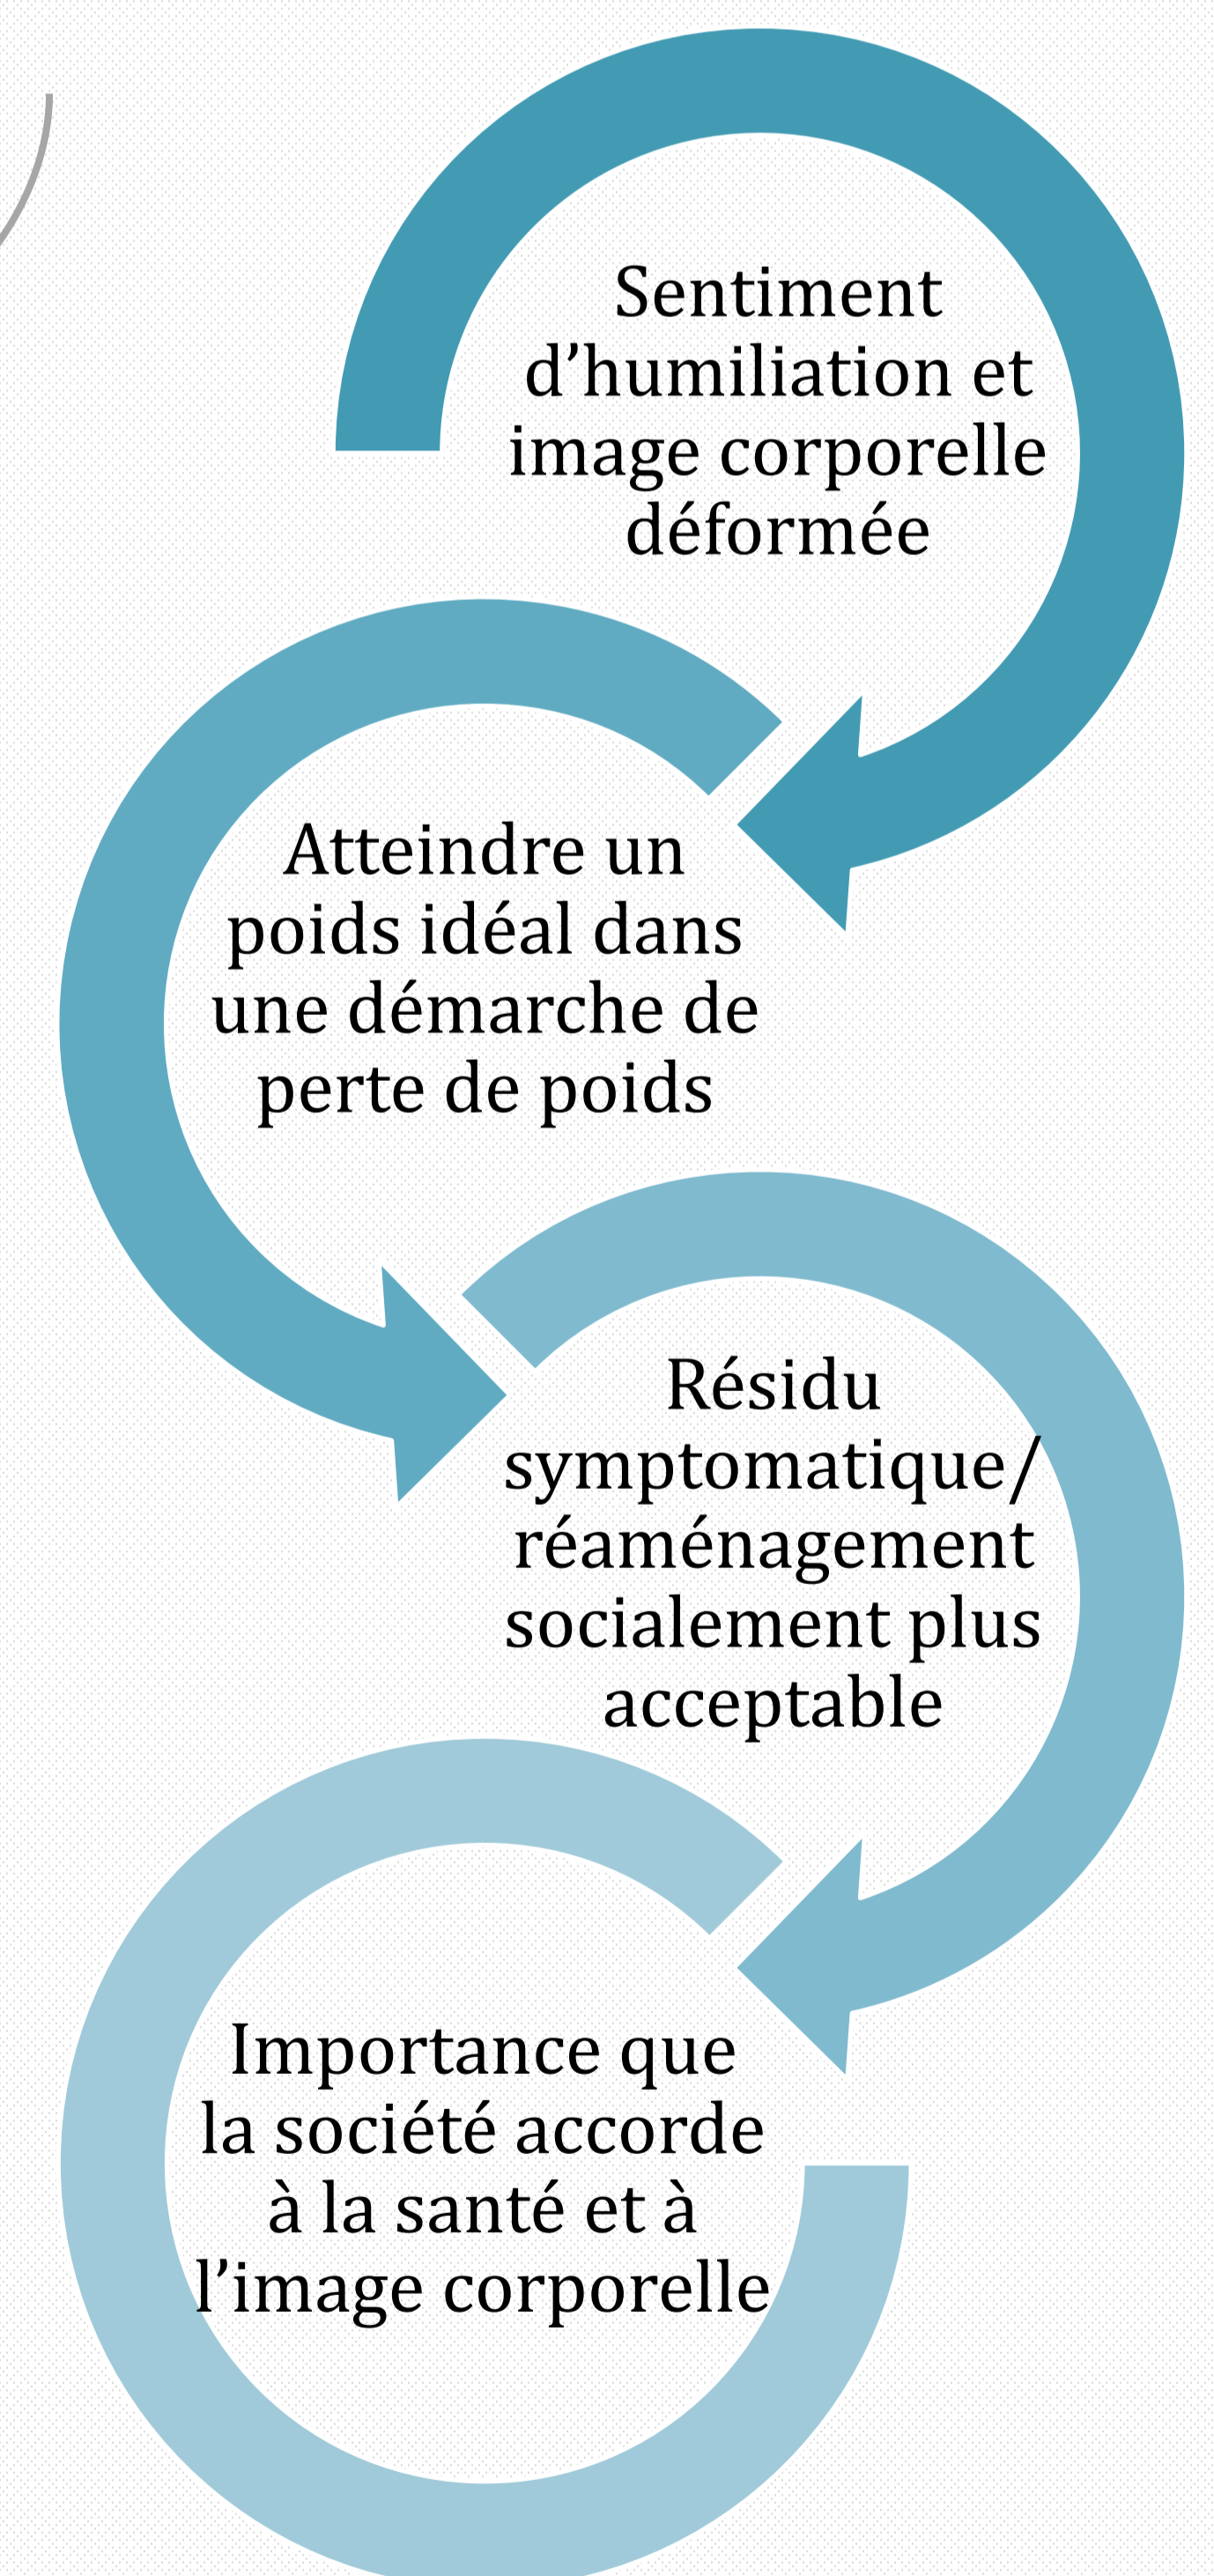 Sentiment
d’humiliation et
image corporelle
déformée
Atteindre un
poids idéal dans
une démarche de
perte de poids
Résidu
symptomatique/
réaménagement
socialement plus
acceptable
Importance que
la société accorde
à la santé et à
l’image corporelle